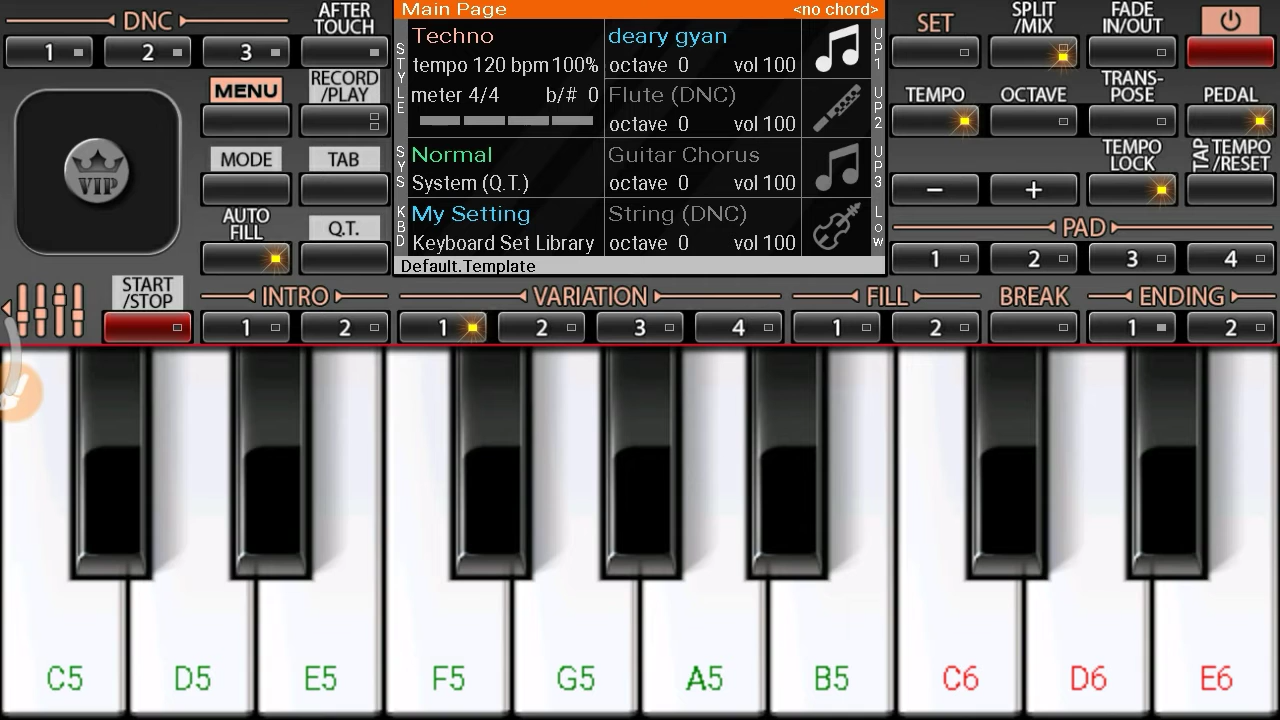 DNC
AFTER
TOUCH
1 2 3
MENU
RECORD
/PLAY
VIP
MODE
TAB
AUTO
FILL
Q.T.
START
/STOP
Main Page <no chord>
STYLE
Techno
tempo 120 bpm 100%
meter 4/4 b/# 0
SYS
Normal
System (Q.T.)
KBD
My Setting
Keyboard Set Library
deary gyan
octave 0 vol 100
UP1
Flute (DNC)
octave 0 vol 100
UP2
Guitar Chorus
octave 0 vol 100
UP3
String (DNC)
octave 0 vol 100
Low
Default.Template
SET
SPLIT
/MIX
FADE
IN/OUT
TEMPO
OCTAVE
TRANS-
POSE
PEDAL
− +
TEMPO
LOCK
TAP TEMPO
/RESET
PAD
1 2 3 4
INTRO
1 2
VARIATION
1 2 3 4
FILL
1 2
BREAK
ENDING
1 2
C5 D5 E5 F5 G5 A5 B5 C6 D6 E6